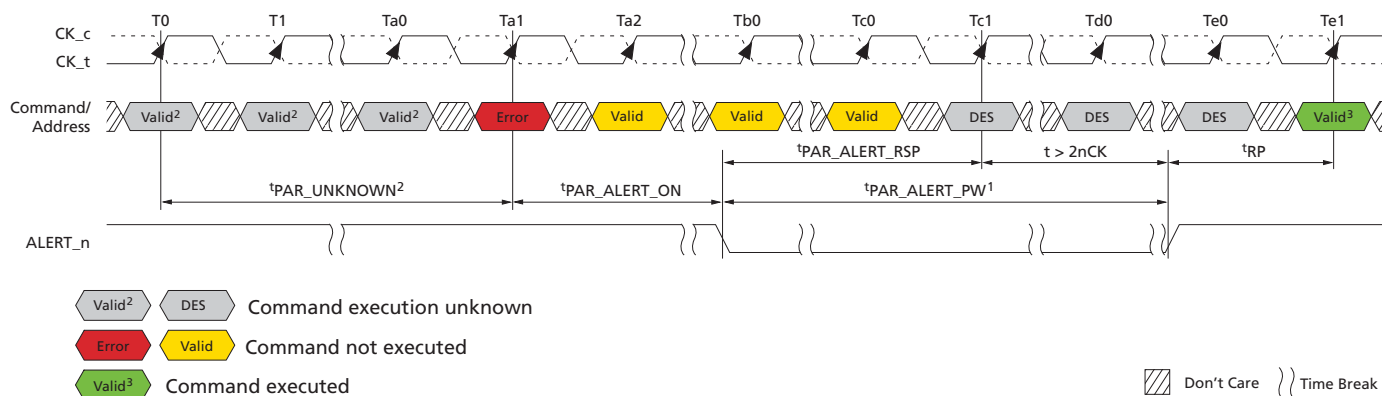 T0 T1 Ta0 Ta1 Ta2 Tb0 Tc0 Tc1 Td0 Te0 Te1
CK_c
CK_t
Command/
Address
Valid² Valid² Valid² Error Valid Valid Valid DES DES DES Valid³
ᵗPAR_ALERT_RSP t > 2nCK ᵗRP
ᵗPAR_UNKNOWN² ᵗPAR_ALERT_ON ᵗPAR_ALERT_PW¹
ALERT_n
Valid² DES Command execution unknown
Error Valid Command not executed
Valid³ Command executed
Don't Care Time Break